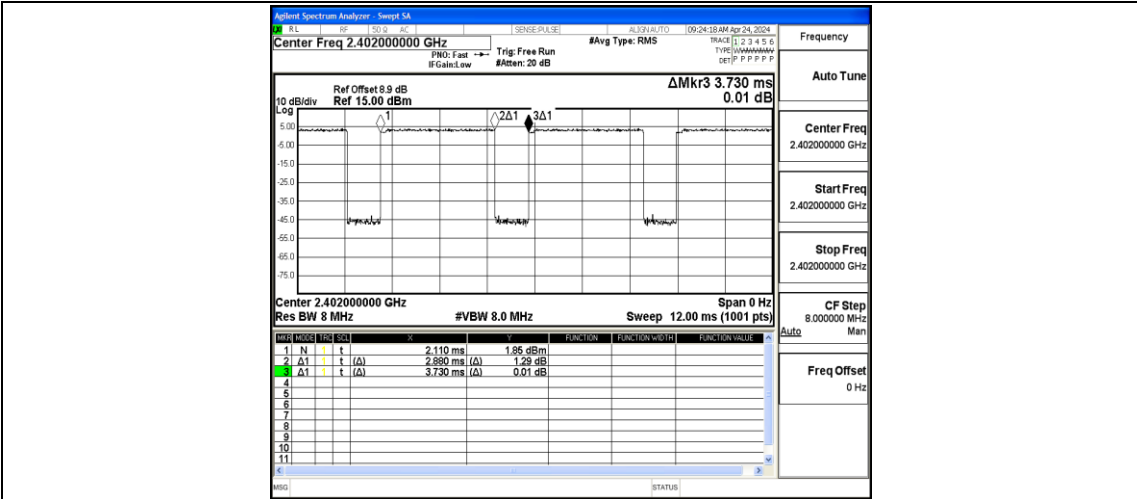 Agilent Spectrum Analyzer - Swept SA
RL RF 50 Ω AC SENSE:PULSE ALIGN AUTO 09:24:18 AM Apr 24, 2024
Center Freq 2.402000000 GHz
#Avg Type: RMS
TRACE 1 2 3 4 5 6
PNO: Fast Trig: Free Run
TYPE WWWWWW
IFGain:Low #Atten: 20 dB
DET P P P P P P
Frequency
Auto Tune
ΔMkr3 3.730 ms
0.01 dB
Ref Offset 8.9 dB
10 dB/div Ref 15.00 dBm
Log
1 2Δ1 3Δ1
5.00
-5.00
-15.0
-25.0
-35.0
-45.0
-55.0
-65.0
-75.0
Center 2.402000000 GHz Span 0 Hz
Res BW 8 MHz #VBW 8.0 MHz Sweep 12.00 ms (1001 pts)
Center Freq
2.402000000 GHz
Start Freq
2.402000000 GHz
Stop Freq
2.402000000 GHz
CF Step
8.000000 MHz
Auto Man
Freq Offset
0 Hz
MKR MODE TRC SCL X Y FUNCTION FUNCTION WIDTH FUNCTION VALUE
1 N 1 t 2.110 ms 1.85 dBm
2 Δ1 1 t (Δ) 2.880 ms (Δ) 1.29 dB
3 Δ1 1 t (Δ) 3.730 ms (Δ) 0.01 dB
4
5
6
7
8
9
10
11
MSG STATUS